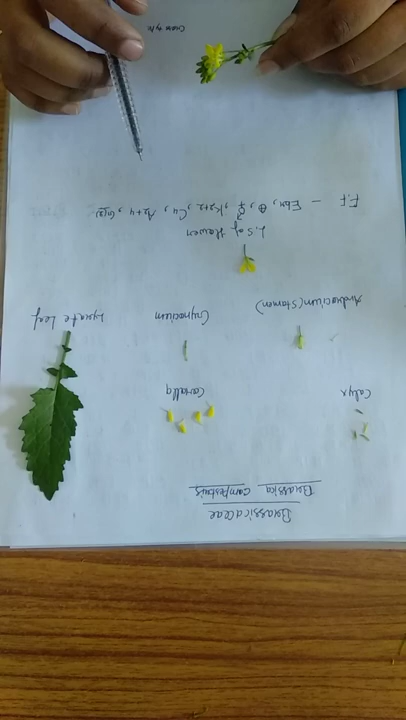 Brassicaceae
Brassica campestris
Calyx
Corolla
Androecium (Stamen)
Gynoecium
Lyrate Leaf
L.S of Flower
F.F - Ebr, ⊕, ⚥, K2+2, C4, A2+4, G(2)